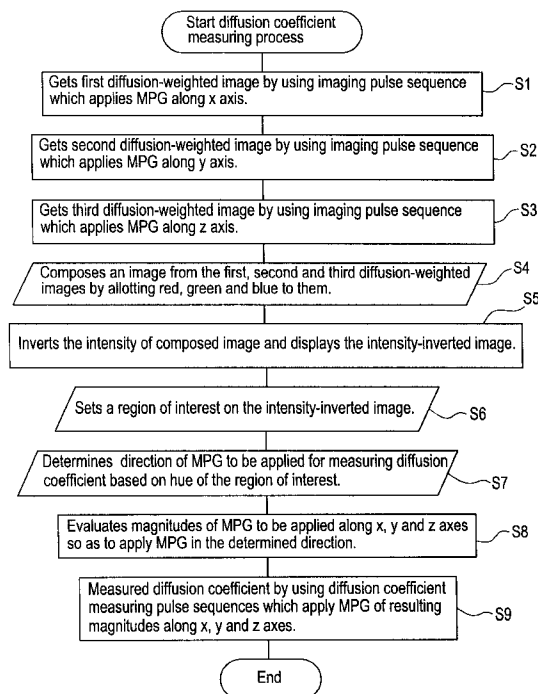 Start diffusion coefficient
measuring process
Gets first diffusion-weighted image by using imaging pulse sequence
which applies MPG along x axis.
S1
Gets second diffusion-weighted image by using imaging pulse sequence
which applies MPG along y axis.
S2
Gets third diffusion-weighted image by using imaging pulse sequence
which applies MPG along z axis.
S3
Composes an image from the first, second and third diffusion-weighted
images by allotting red, green and blue to them.
S4
S5
Inverts the intensity of composed image and displays the intensity-inverted image.
Sets a region of interest on the intensity-inverted image.
S6
Determines direction of MPG to be applied for measuring diffusion
coefficient based on hue of the region of interest.
S7
Evaluates magnitudes of MPG to be applied along x, y and z axes
so as to apply MPG in the determined direction.
S8
Measured diffusion coefficient by using diffusion coefficient
measuring pulse sequences which apply MPG of resulting
magnitudes along x, y and z axes.
S9
End